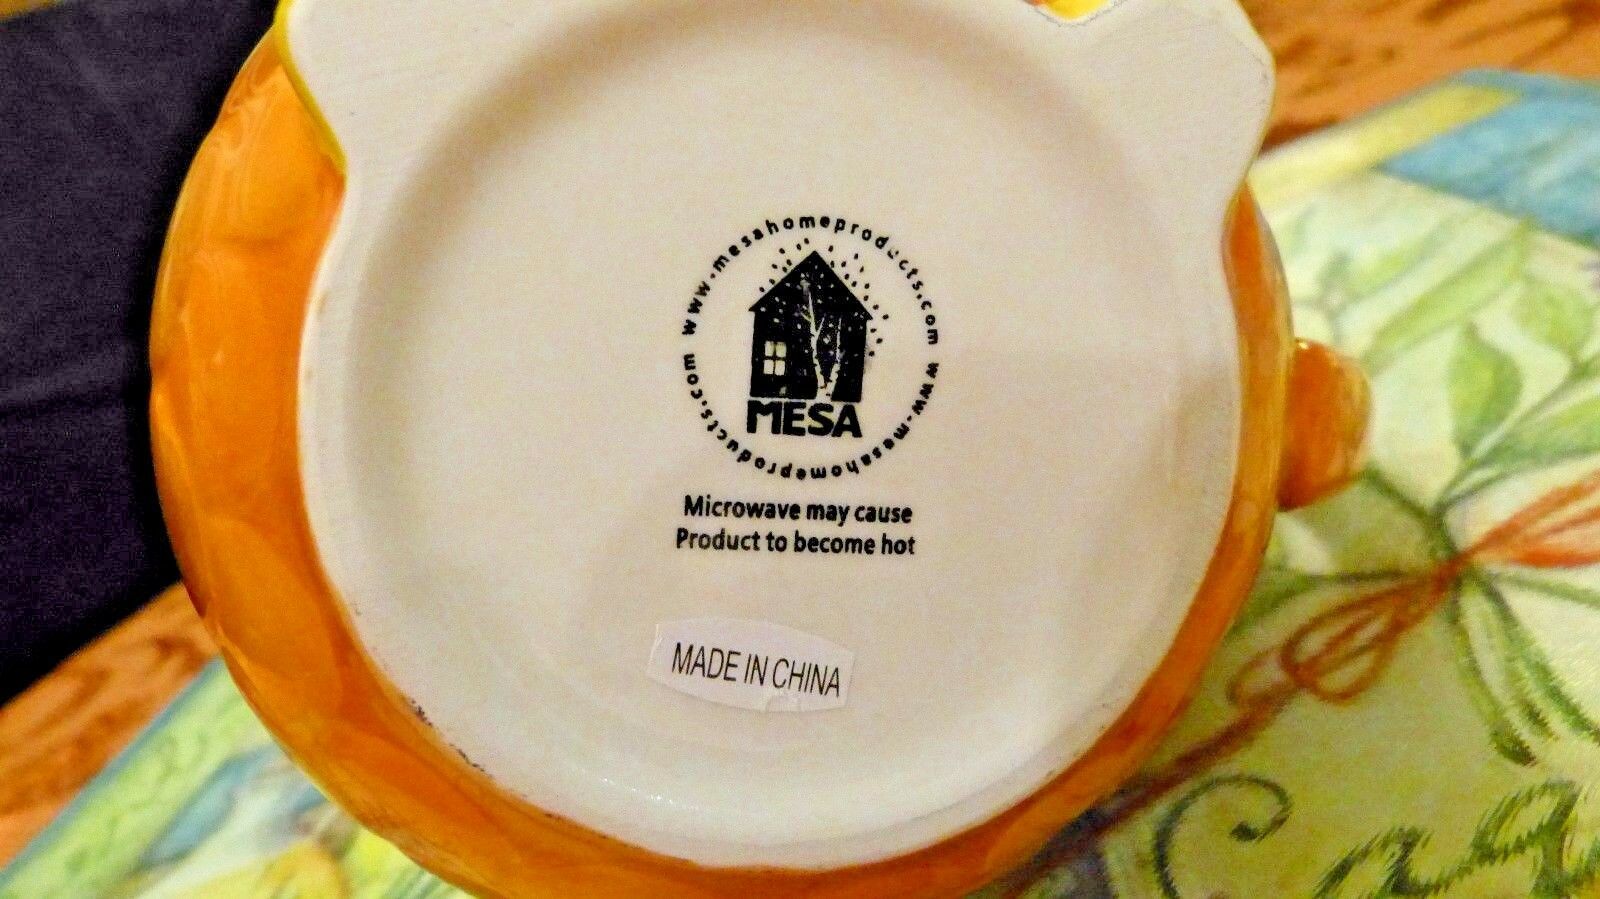 www.mesahomeproducts.com www.mesahomeproducts.com
MESA
Microwave may cause
Product to become hot
MADE IN CHINA